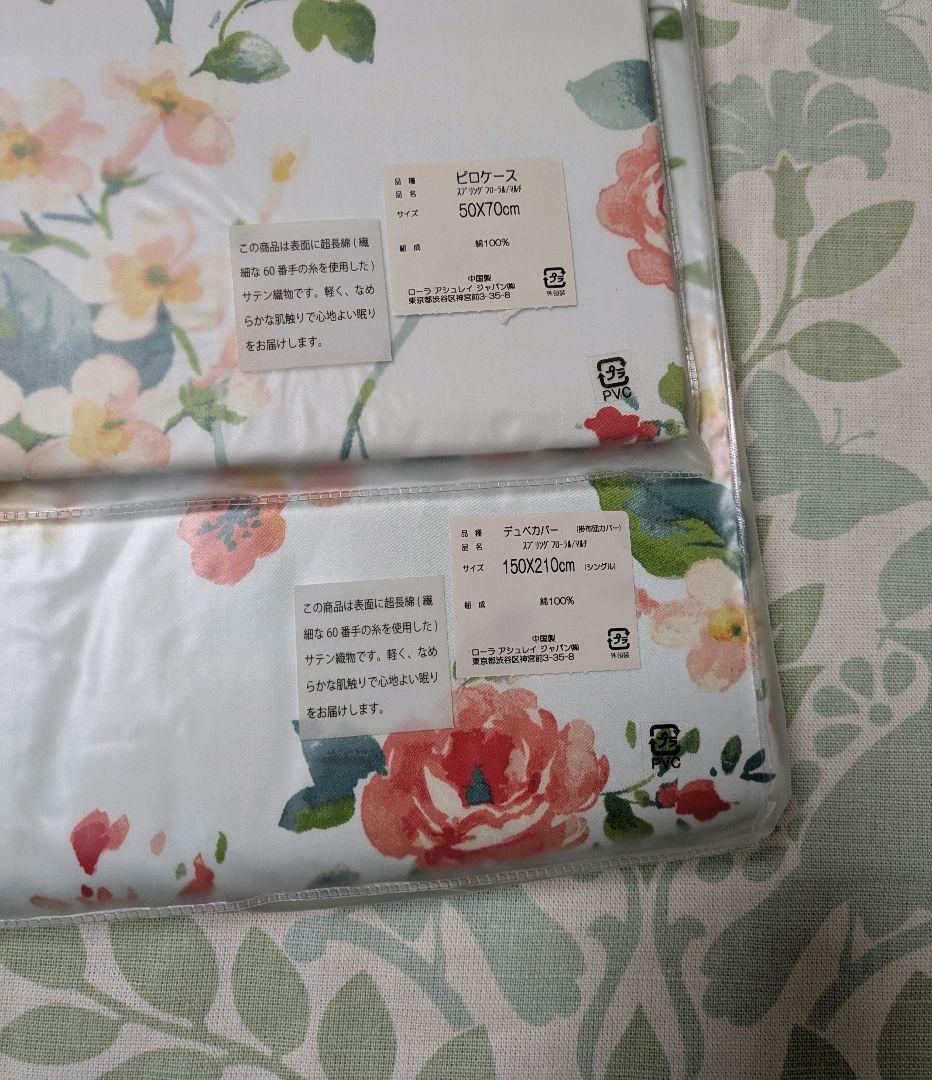 品　種　ピロケース
品　名　スプリングフローラル/マルチ
サイズ　50X70cm
組　成　綿100%
中国製
ローラ アシュレイ ジャパン㈱
東京都渋谷区神宮前3-35-8
プラ
外包装
この商品は表面に超長綿(繊
細な60番手の糸を使用した)
サテン織物です。軽く、なめ
らかな肌触りで心地よい眠り
をお届けします。
プラ
PVC
品　種　デュベカバー　(掛布団カバー)
品　名　スプリングフローラル/マルチ
サイズ　150X210cm　(シングル)
組　成　綿100%
中国製
ローラ アシュレイ ジャパン㈱
東京都渋谷区神宮前3-35-8
プラ
外包装
この商品は表面に超長綿(繊
細な60番手の糸を使用した)
サテン織物です。軽く、なめ
らかな肌触りで心地よい眠り
をお届けします。
プラ
PVC